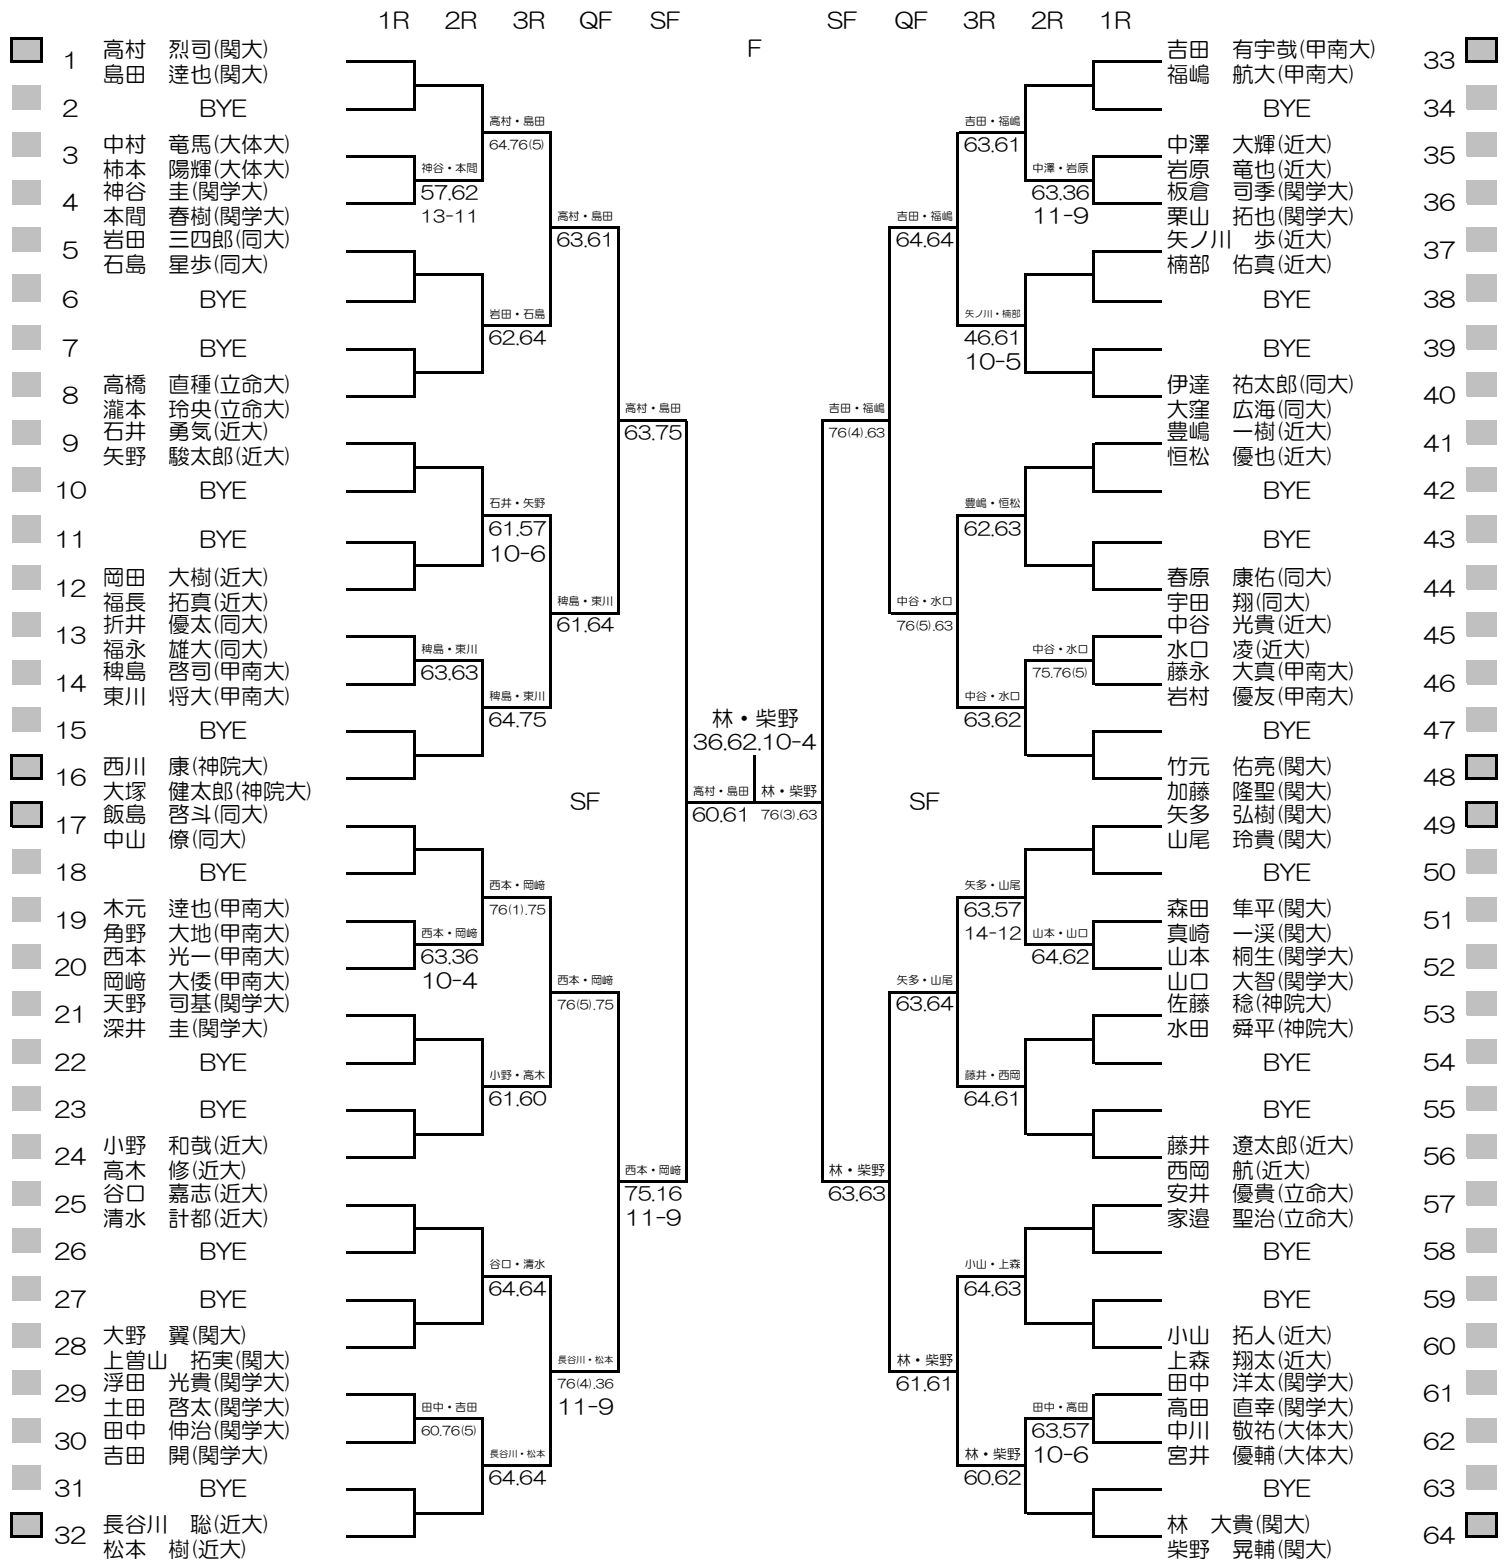 1R 2R 3R QF SF F SF QF 3R 2R 1R
1 高村 烈司(関大)
島田 達也(関大)
2 BYE
3 中村 竜馬(大体大)
柿本 陽輝(大体大)
4 神谷 圭(関学大)
本間 春樹(関学大)
5 岩田 三四郎(同大)
石島 星歩(同大)
6 BYE
7 BYE
8 高橋 直種(立命大)
瀧本 玲央(立命大)
9 石井 勇気(近大)
矢野 駿太郎(近大)
10 BYE
11 BYE
12 岡田 大樹(近大)
福長 拓真(近大)
13 折井 優太(同大)
福永 雄大(同大)
14 稗島 啓司(甲南大)
東川 将大(甲南大)
15 BYE
16 西川 康(神院大)
大塚 健太郎(神院大)
17 飯島 啓斗(同大)
中山 僚(同大)
18 BYE
19 木元 達也(甲南大)
角野 大地(甲南大)
20 西本 光一(甲南大)
岡﨑 大倭(甲南大)
21 天野 司基(関学大)
深井 圭(関学大)
22 BYE
23 BYE
24 小野 和哉(近大)
高木 修(近大)
25 谷口 嘉志(近大)
清水 計都(近大)
26 BYE
27 BYE
28 大野 翼(関大)
上曽山 拓実(関大)
29 浮田 光貴(関学大)
土田 啓太(関学大)
30 田中 伸治(関学大)
吉田 開(関学大)
31 BYE
32 長谷川 聡(近大)
松本 樹(近大)
神谷・本間
57.62
13-11
稗島・東川
63.63
西本・岡﨑
63.36
10-4
田中・吉田
60.76(5)
高村・島田
64.76(5)
岩田・石島
62.64
石井・矢野
61.57
10-6
稗島・東川
64.75
西本・岡﨑
76(1).75
小野・高木
61.60
谷口・清水
64.64
長谷川・松本
64.64
高村・島田
63.61
稗島・東川
61.64
西本・岡﨑
76(5).75
長谷川・松本
76(4).36
11-9
高村・島田
63.75
西本・岡﨑
75.16
11-9
SF
高村・島田
60.61
林・柴野
36.62.10-4
林・柴野
76(3).63
SF
吉田・福嶋
76(4).63
林・柴野
63.63
吉田・福嶋
64.64
中谷・水口
76(5).63
矢多・山尾
63.64
林・柴野
61.61
吉田・福嶋
63.61
矢ノ川・楠部
46.61
10-5
豊嶋・恒松
62.63
中谷・水口
63.62
矢多・山尾
63.57
14-12
藤井・西岡
64.61
小山・上森
64.63
林・柴野
60.62
中澤・岩原
63.36
11-9
中谷・水口
75.76(5)
山本・山口
64.62
田中・高田
63.57
10-6
吉田 有宇哉(甲南大) 33
福嶋 航大(甲南大)
BYE 34
中澤 大輝(近大) 35
岩原 竜也(近大)
板倉 司季(関学大) 36
栗山 拓也(関学大)
矢ノ川 歩(近大) 37
楠部 佑真(近大)
BYE 38
BYE 39
伊達 祐太郎(同大) 40
大窪 広海(同大)
豊嶋 一樹(近大) 41
恒松 優也(近大)
BYE 42
BYE 43
春原 康佑(同大) 44
宇田 翔(同大)
中谷 光貴(近大) 45
水口 凌(近大)
藤永 大真(甲南大) 46
岩村 優友(甲南大)
BYE 47
竹元 佑亮(関大) 48
加藤 隆聖(関大)
矢多 弘樹(関大) 49
山尾 玲貴(関大)
BYE 50
森田 隼平(関大) 51
真崎 一渓(関大)
山本 桐生(関学大) 52
山口 大智(関学大)
佐藤 稔(神院大) 53
水田 舜平(神院大)
BYE 54
BYE 55
藤井 遼太郎(近大) 56
西岡 航(近大)
安井 優貴(立命大) 57
家邉 聖治(立命大)
BYE 58
BYE 59
小山 拓人(近大) 60
上森 翔太(近大)
田中 洋太(関学大) 61
高田 直幸(関学大)
中川 敬祐(大体大) 62
宮井 優輔(大体大)
BYE 63
林 大貴(関大) 64
柴野 晃輔(関大)